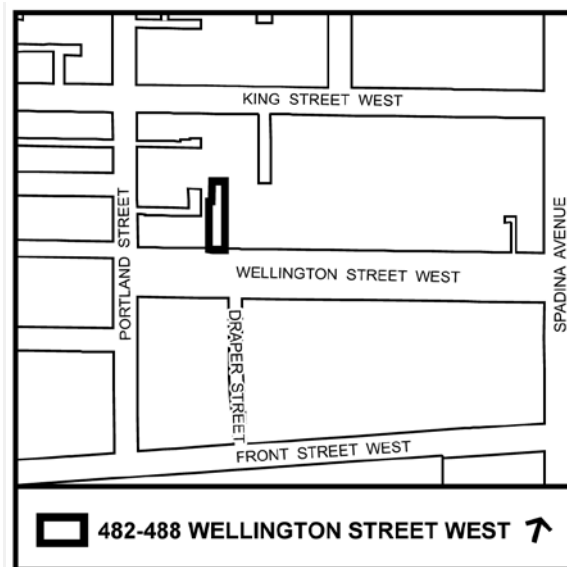 KING STREET WEST
PORTLAND STREET
SPADINA AVENUE
WELLINGTON STREET WEST
DRAPER STREET
FRONT STREET WEST
482-488 WELLINGTON STREET WEST